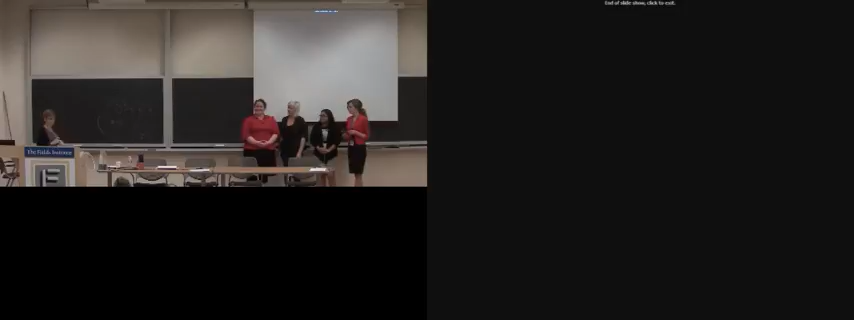 End of slide show, click to exit.
The Fields Institute